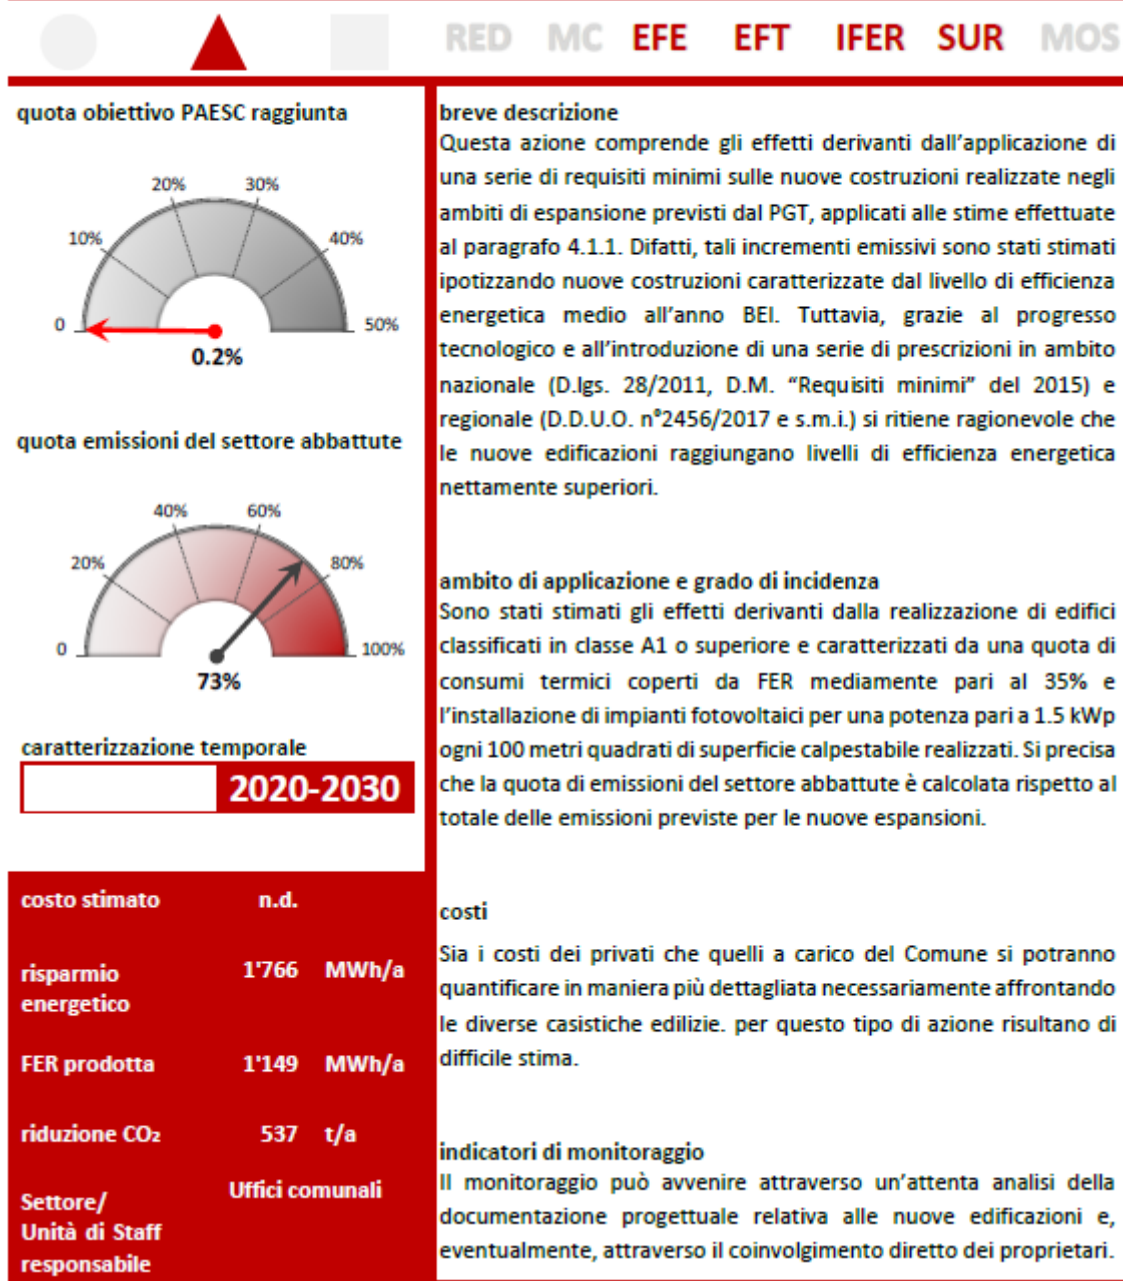 RED MC EFE EFT IFER SUR MOS
quota obiettivo PAESC raggiunta
20% 30%
10% 40%
0 50%
0.2%
quota emissioni del settore abbattute
40% 60%
20% 80%
0 100%
73%
caratterizzazione temporale
2020-2030
costo stimato n.d.
risparmio 1'766 MWh/a
energetico
FER prodotta 1'149 MWh/a
riduzione CO₂ 537 t/a
Settore/ Uffici comunali
Unità di Staff
responsabile
breve descrizione
Questa azione comprende gli effetti derivanti dall'applicazione di
una serie di requisiti minimi sulle nuove costruzioni realizzate negli
ambiti di espansione previsti dal PGT, applicati alle stime effettuate
al paragrafo 4.1.1. Difatti, tali incrementi emissivi sono stati stimati
ipotizzando nuove costruzioni caratterizzate dal livello di efficienza
energetica medio all'anno BEI. Tuttavia, grazie al progresso
tecnologico e all'introduzione di una serie di prescrizioni in ambito
nazionale (D.lgs. 28/2011, D.M. "Requisiti minimi" del 2015) e
regionale (D.D.U.O. n°2456/2017 e s.m.i.) si ritiene ragionevole che
le nuove edificazioni raggiungano livelli di efficienza energetica
nettamente superiori.
ambito di applicazione e grado di incidenza
Sono stati stimati gli effetti derivanti dalla realizzazione di edifici
classificati in classe A1 o superiore e caratterizzati da una quota di
consumi termici coperti da FER mediamente pari al 35% e
l'installazione di impianti fotovoltaici per una potenza pari a 1.5 kWp
ogni 100 metri quadrati di superficie calpestabile realizzati. Si precisa
che la quota di emissioni del settore abbattute è calcolata rispetto al
totale delle emissioni previste per le nuove espansioni.
costi
Sia i costi dei privati che quelli a carico del Comune si potranno
quantificare in maniera più dettagliata necessariamente affrontando
le diverse casistiche edilizie. per questo tipo di azione risultano di
difficile stima.
indicatori di monitoraggio
Il monitoraggio può avvenire attraverso un'attenta analisi della
documentazione progettuale relativa alle nuove edificazioni e,
eventualmente, attraverso il coinvolgimento diretto dei proprietari.